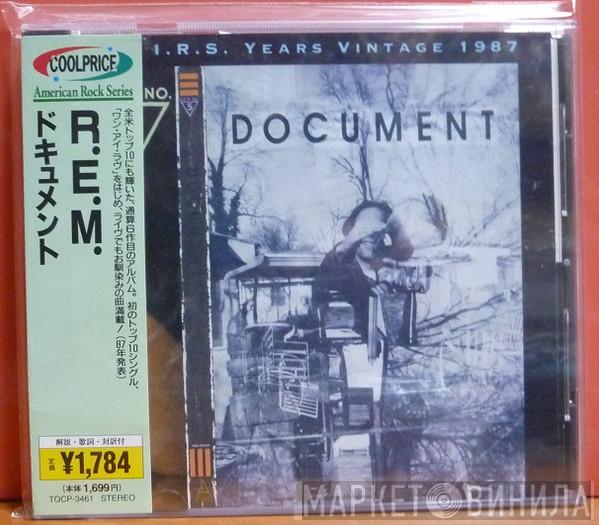 COOLPRICE
American Rock Series
R.E.M.
ドキュメント
全米トップ10にも輝いた、通算6作目のアルバム。初のトップ10シングル、
「ワン・アイ・ラヴ」をはじめ、ライヴでもお馴染みの曲満載！（'87年発表）
解説・歌詞・対訳付
定価 ¥1,784
(本体 1,699円)
TOCP-3461 STEREO
I.R.S. YEARS VINTAGE 1987
NO.
5
DOCUMENT
МАРКЕТ ВИНИЛА